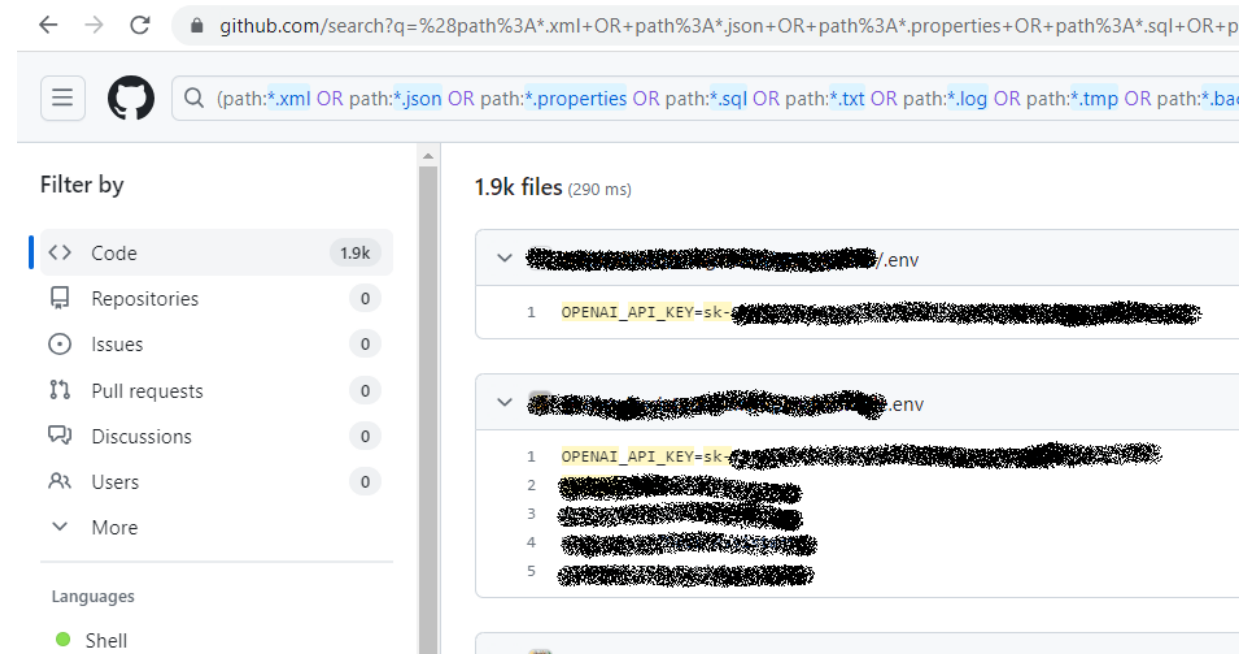 github.com/search?q=%28path%3A*.xml+OR+path%3A*.json+OR+path%3A*.properties+OR+path%3A*.sql+OR+p
(path:*.xml OR path:*.json OR path:*.properties OR path:*.sql OR path:*.txt OR path:*.log OR path:*.tmp OR path:*.bac
Filter by
1.9k files (290 ms)
Code 1.9k
/.env
Repositories 0
1 OPENAI_API_KEY=sk-
Issues 0
Pull requests 0
.env
Discussions 0
1 OPENAI_API_KEY=sk-
Users 0
2
3
More
4
5
Languages
Shell